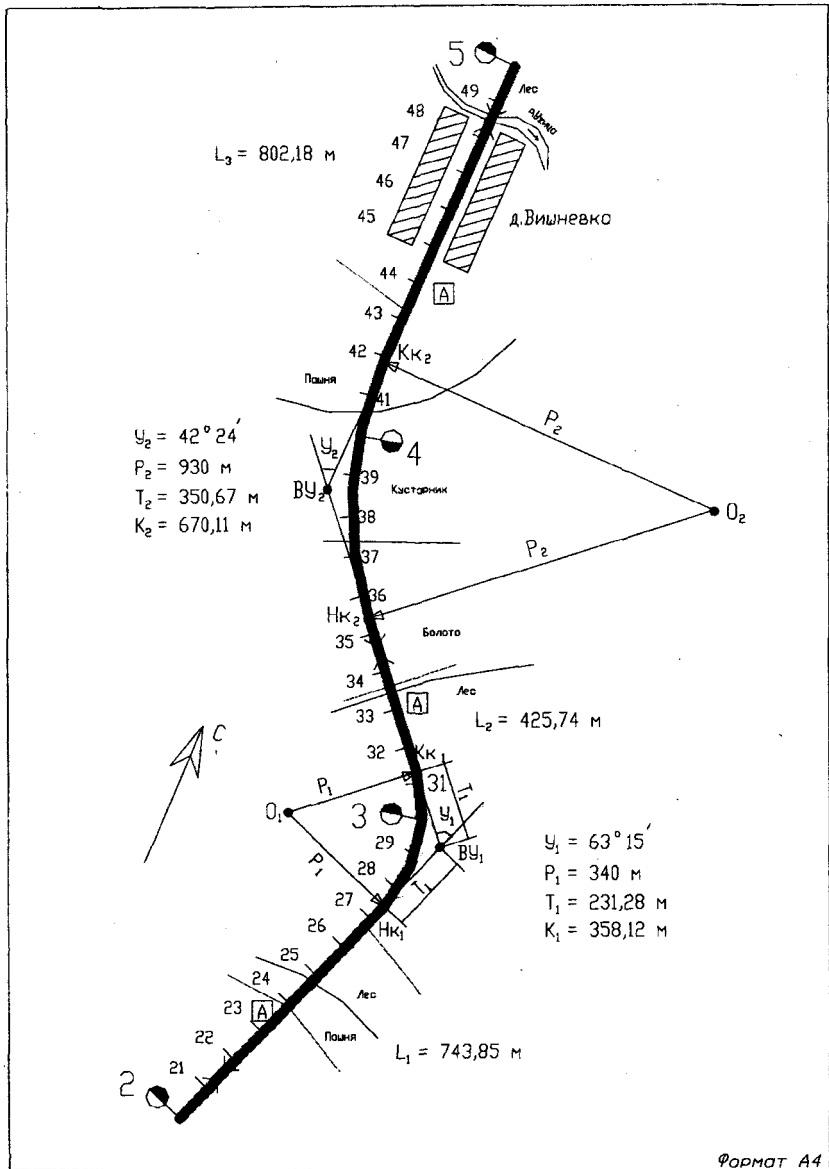 5
Лес
49
48
47
L₃ = 802,18 м
46
45
д.Вишневка
44
А
43
42
Кк₂
Пашня
41
Р₂
У₂ = 42°24′
У₂
4
Р₂ = 930 м
39
ВУ₂
Кусторник
Т₂ = 350,67 м
38
О₂
К₂ = 670,11 м
37
Р₂
36
Нк₂
35
Болото
34
Лес
А
33
L₂ = 425,74 м
С
32
Кк
Р₁
31
Т₁
О₁
3
У₁
29
ВУ₁
У₁ = 63°15′
Р₁
28
Т₁
Р₁ = 340 м
27
Нк₁
Т₁ = 231,28 м
26
К₁ = 358,12 м
25
24
Лес
23
А
Пашня
22
L₁ = 743,85 м
21
2
Формат А4